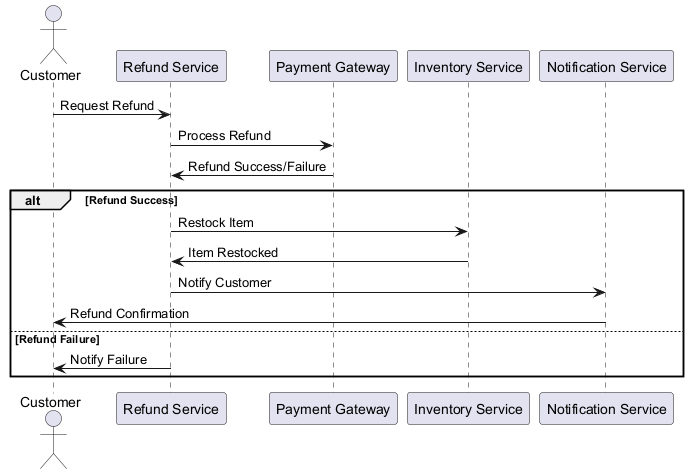 Customer
Refund Service
Payment Gateway
Inventory Service
Notification Service
Request Refund
Process Refund
Refund Success/Failure
alt
[Refund Success]
Restock Item
Item Restocked
Notify Customer
Refund Confirmation
[Refund Failure]
Notify Failure
Customer
Refund Service
Payment Gateway
Inventory Service
Notification Service